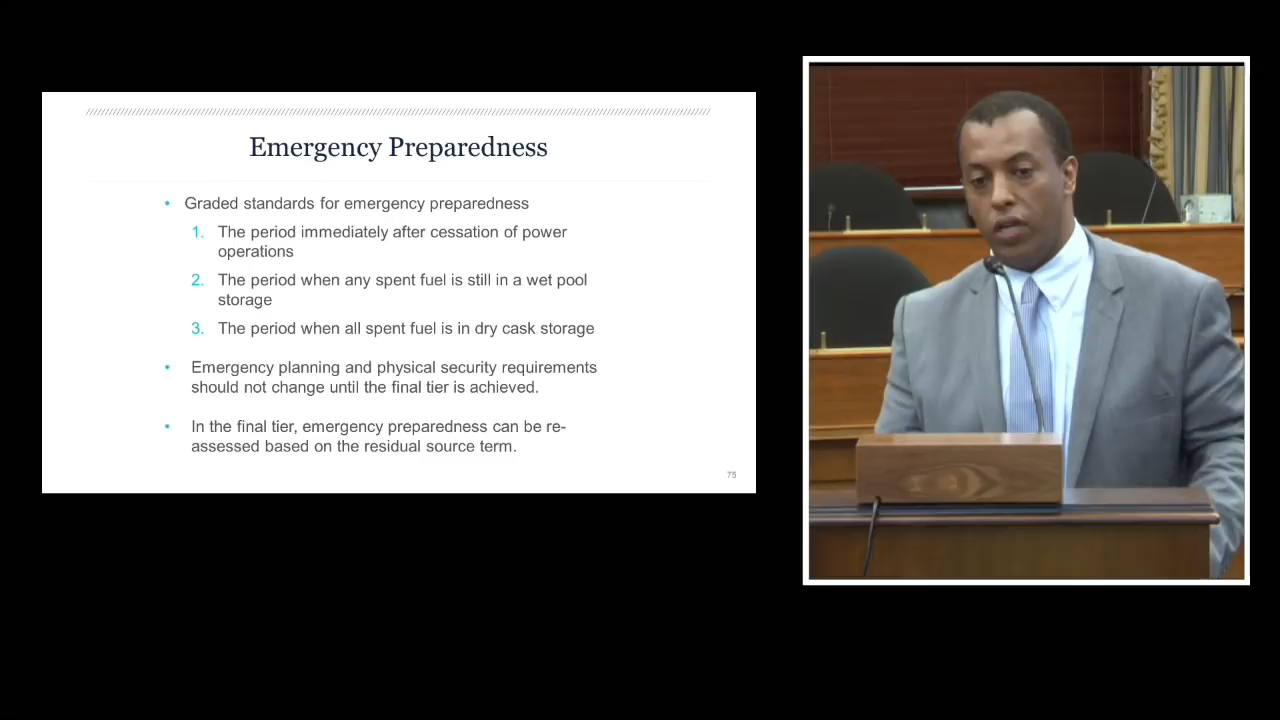 Emergency Preparedness
• Graded standards for emergency preparedness
1. The period immediately after cessation of power
operations
2. The period when any spent fuel is still in a wet pool
storage
3. The period when all spent fuel is in dry cask storage
• Emergency planning and physical security requirements
should not change until the final tier is achieved.
• In the final tier, emergency preparedness can be re-
assessed based on the residual source term.
75